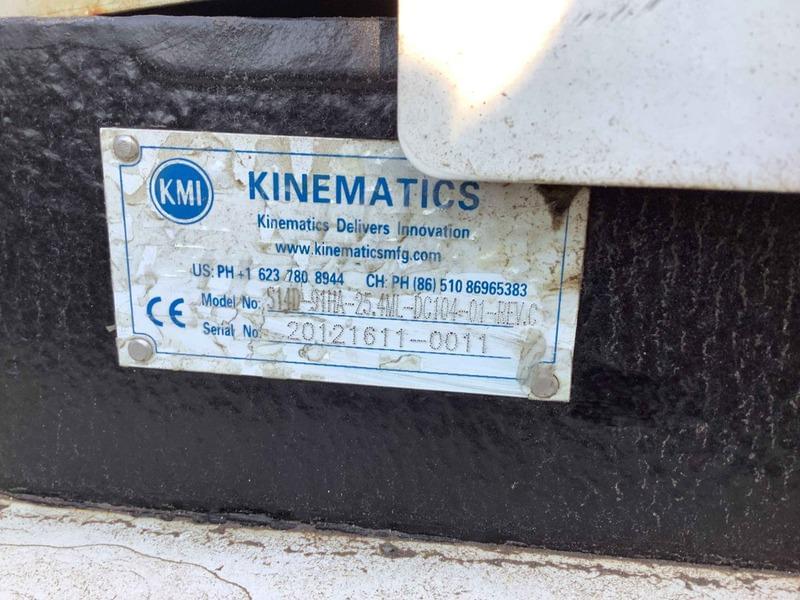 KMI
KINEMATICS
Kinematics Delivers Innovation
www.kinematicsmfg.com
US: PH +1 623 780 8944 CH: PH (86) 510 86965383
CE
Model No: S14D-91HA-25.4ML-DC104-01-REV.C
Serial No: 20121611-0011